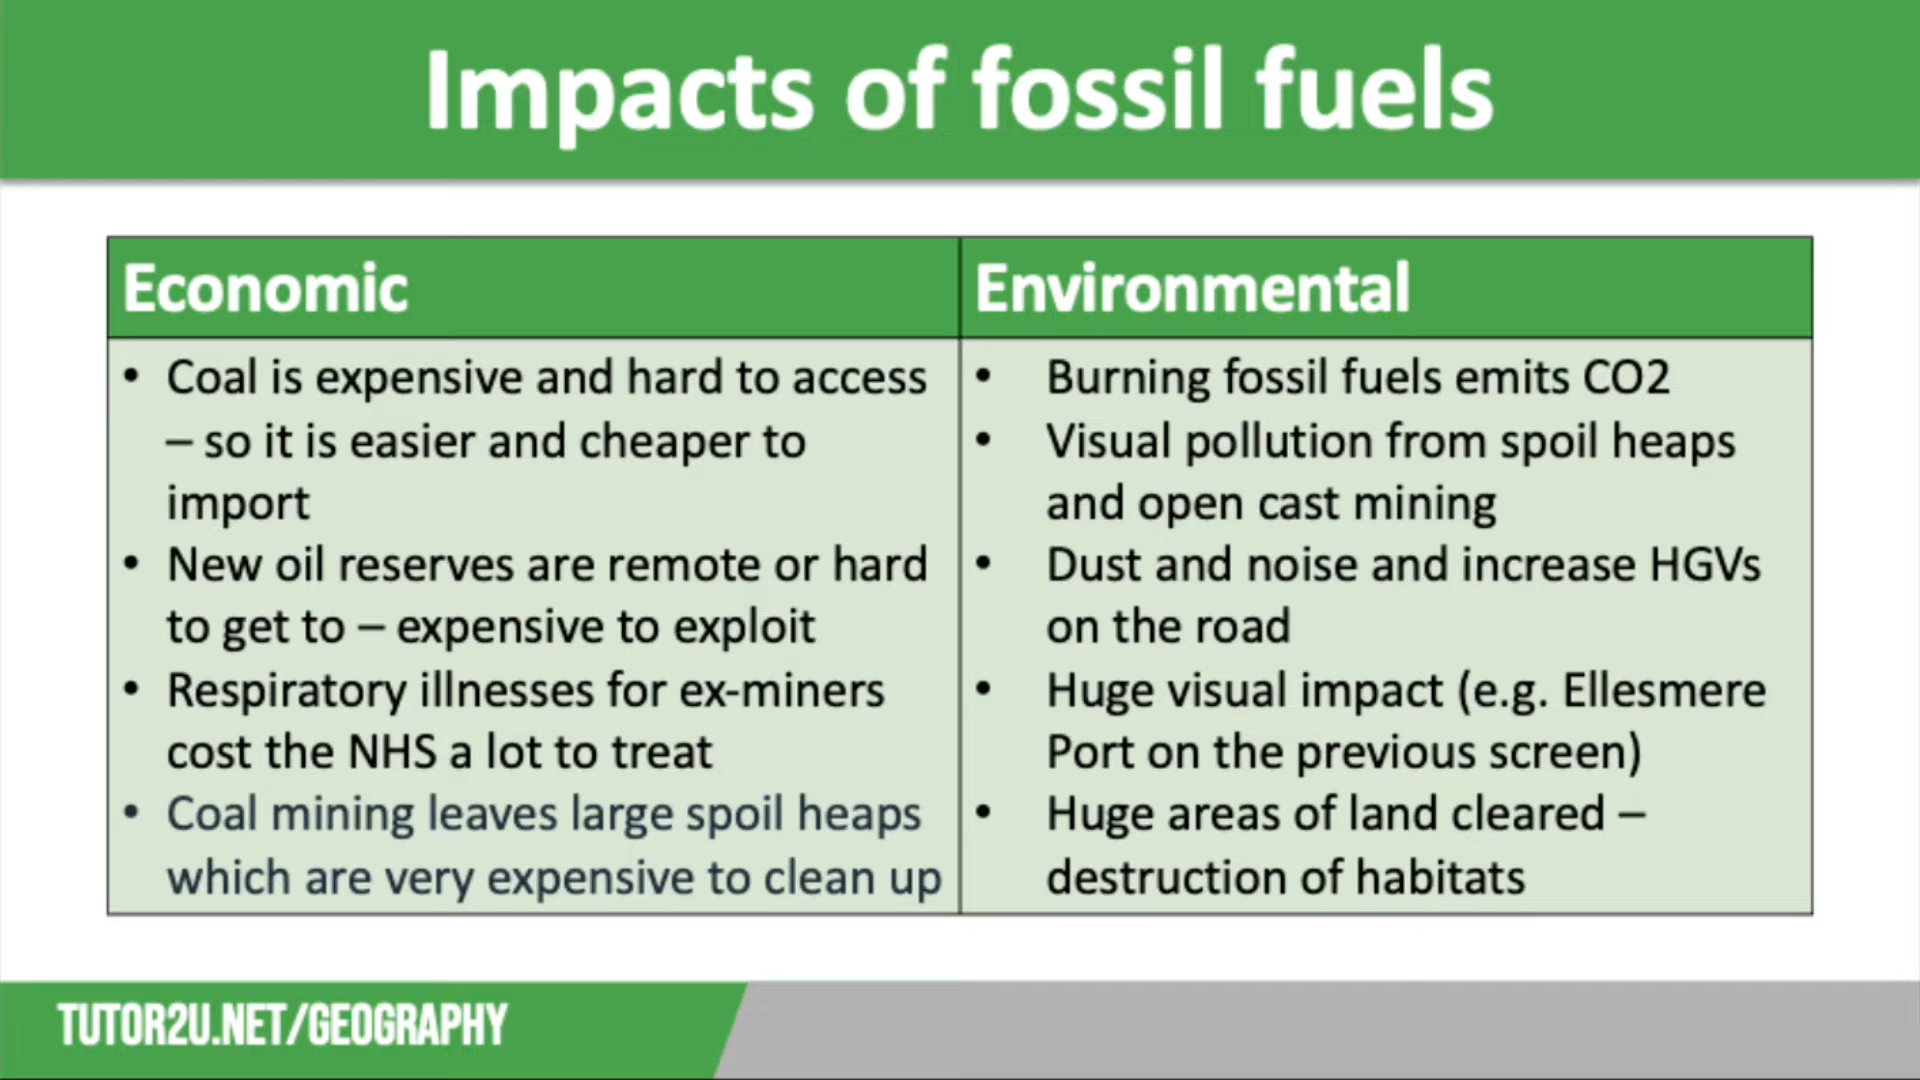 Impacts of fossil fuels
Economic
• Coal is expensive and hard to access
– so it is easier and cheaper to
import
• New oil reserves are remote or hard
to get to – expensive to exploit
• Respiratory illnesses for ex-miners
cost the NHS a lot to treat
• Coal mining leaves large spoil heaps
which are very expensive to clean up
Environmental
• Burning fossil fuels emits CO2
• Visual pollution from spoil heaps
and open cast mining
• Dust and noise and increase HGVs
on the road
• Huge visual impact (e.g. Ellesmere
Port on the previous screen)
• Huge areas of land cleared –
destruction of habitats
TUTOR2U.NET/GEOGRAPHY